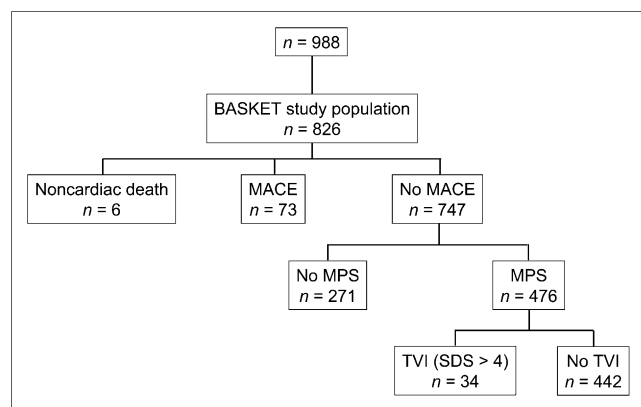 n = 988
BASKET study population
n = 826
Noncardiac death
n = 6
MACE
n = 73
No MACE
n = 747
No MPS
n = 271
MPS
n = 476
TVI (SDS > 4)
n = 34
No TVI
n = 442